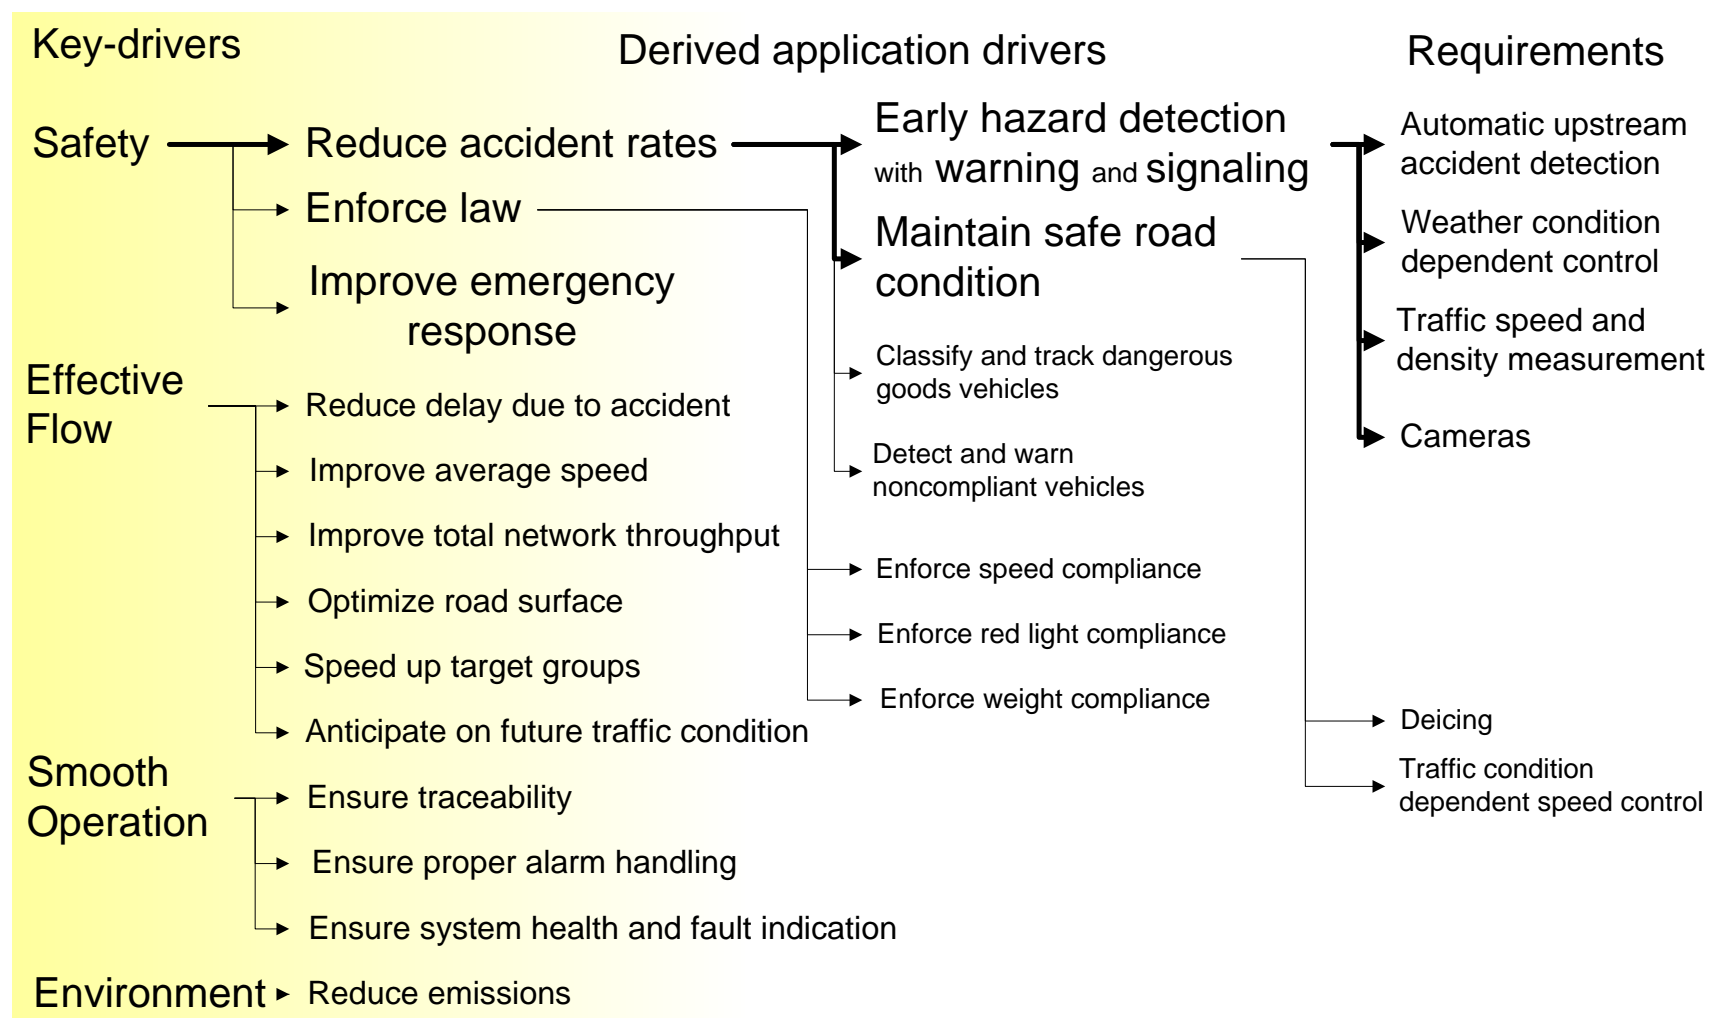 Key-drivers
Derived application drivers
Requirements
Safety
Reduce accident rates
Enforce law
Improve emergency
response
Early hazard detection
with warning and signaling
Maintain safe road
condition
Classify and track dangerous
goods vehicles
Detect and warn
noncompliant vehicles
Enforce speed compliance
Enforce red light compliance
Enforce weight compliance
Automatic upstream
accident detection
Weather condition
dependent control
Traffic speed and
density measurement
Cameras
Deicing
Traffic condition
dependent speed control
Effective
Flow
Reduce delay due to accident
Improve average speed
Improve total network throughput
Optimize road surface
Speed up target groups
Anticipate on future traffic condition
Smooth
Operation
Ensure traceability
Ensure proper alarm handling
Ensure system health and fault indication
Environment
Reduce emissions